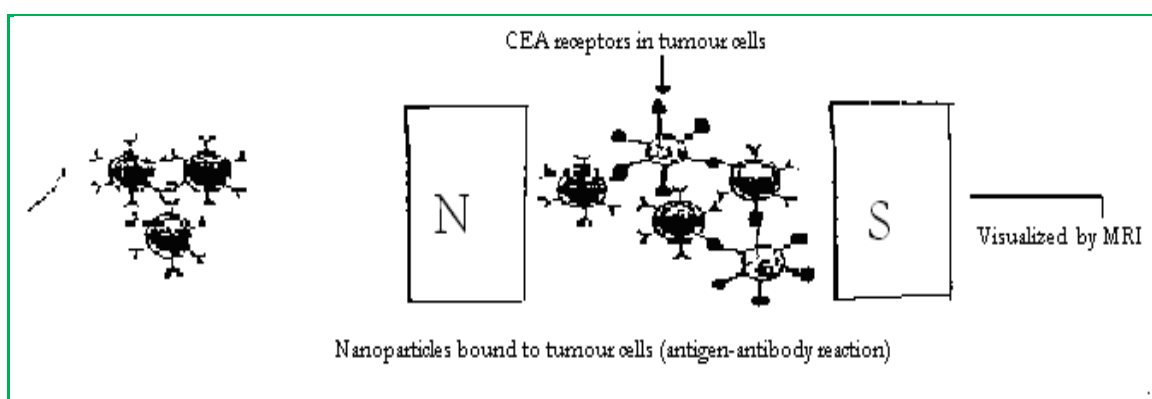 CEA receptors in tumour cells
N
S
Visualized by MRI
Nanoparticles bound to tumour cells (antigen-antibody reaction)